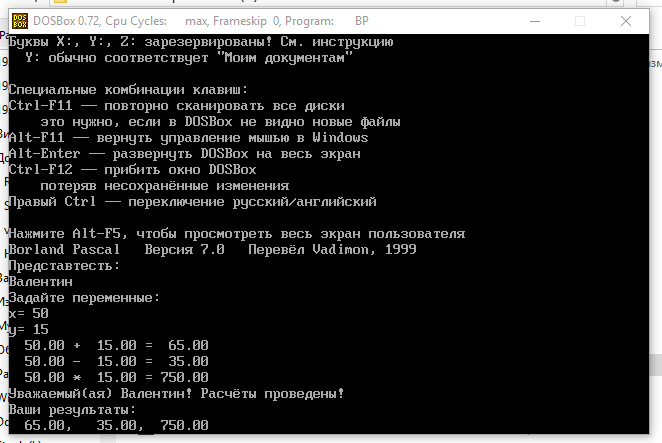 DOSBox 0.72, Cpu Cycles: max, Frameskip 0, Program: BP
Буквы X:, Y:, Z: зарезервированы! См. инструкцию
Y: обычно соответствует "Моим документам"
Специальные комбинации клавиш:
Ctrl-F11 — повторно сканировать все диски
это нужно, если в DOSBox не видно новые файлы
Alt-F11 — вернуть управление мышью в Windows
Alt-Enter — развернуть DOSBox на весь экран
Ctrl-F12 — прибить окно DOSBox
потеряв несохранённые изменения
Правый Ctrl — переключение русский/английский
Нажмите Alt-F5, чтобы просмотреть весь экран пользователя
Borland Pascal Версия 7.0 Перевёл Vadimon, 1999
Представтесть:
Валентин
Задайте переменные:
x= 50
y= 15
50.00 + 15.00 = 65.00
50.00 - 15.00 = 35.00
50.00 * 15.00 = 750.00
Уважаемый(ая) Валентин! Расчёты проведены!
Ваши результаты:
65.00, 35.00, 750.00